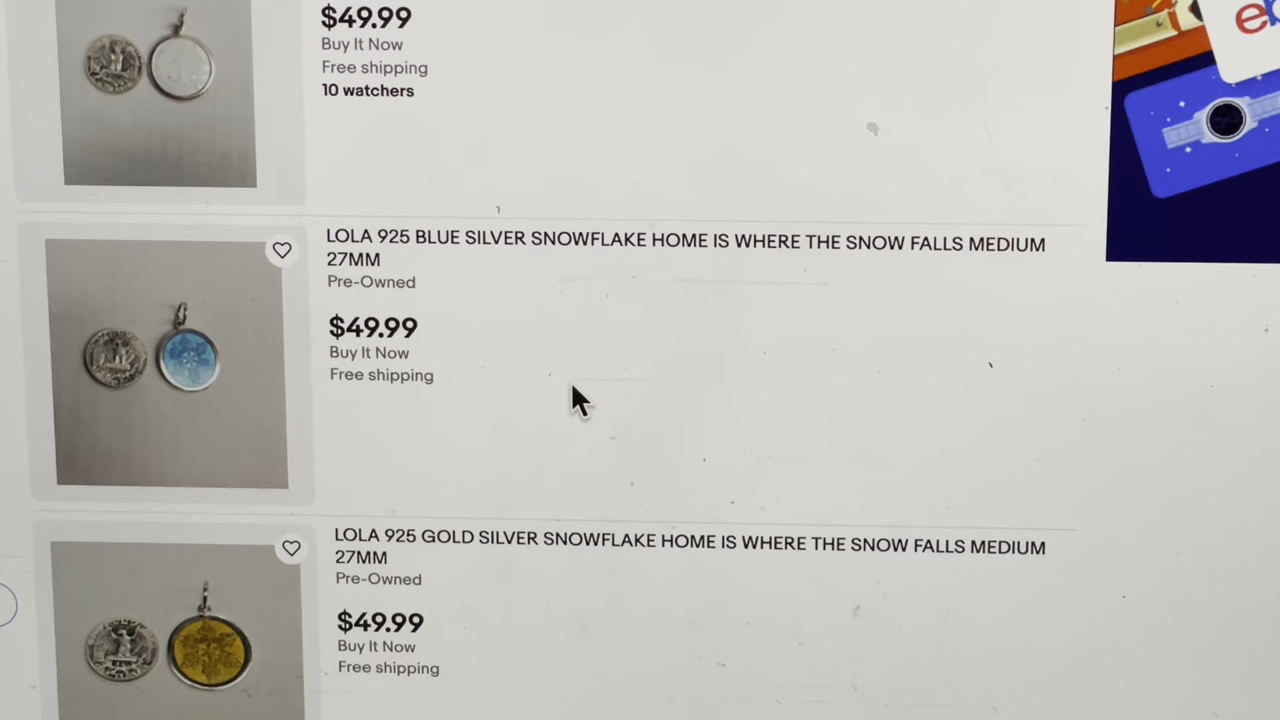 $49.99
Buy It Now
Free shipping
10 watchers
LOLA 925 BLUE SILVER SNOWFLAKE HOME IS WHERE THE SNOW FALLS MEDIUM
27MM
Pre-Owned
$49.99
Buy It Now
Free shipping
LOLA 925 GOLD SILVER SNOWFLAKE HOME IS WHERE THE SNOW FALLS MEDIUM
27MM
Pre-Owned
$49.99
Buy It Now
Free shipping